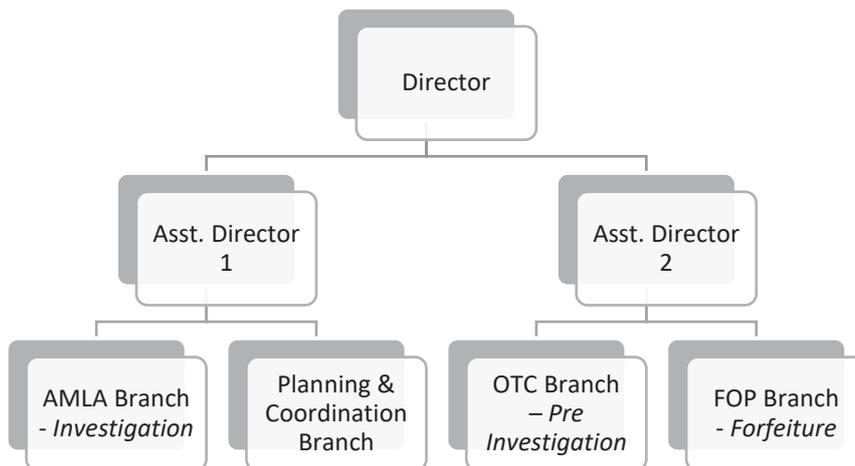 Director
Asst. Director
1
Asst. Director
2
AMLA Branch
- Investigation
Planning &
Coordination
Branch
OTC Branch
– Pre
Investigation
FOP Branch
- Forfeiture